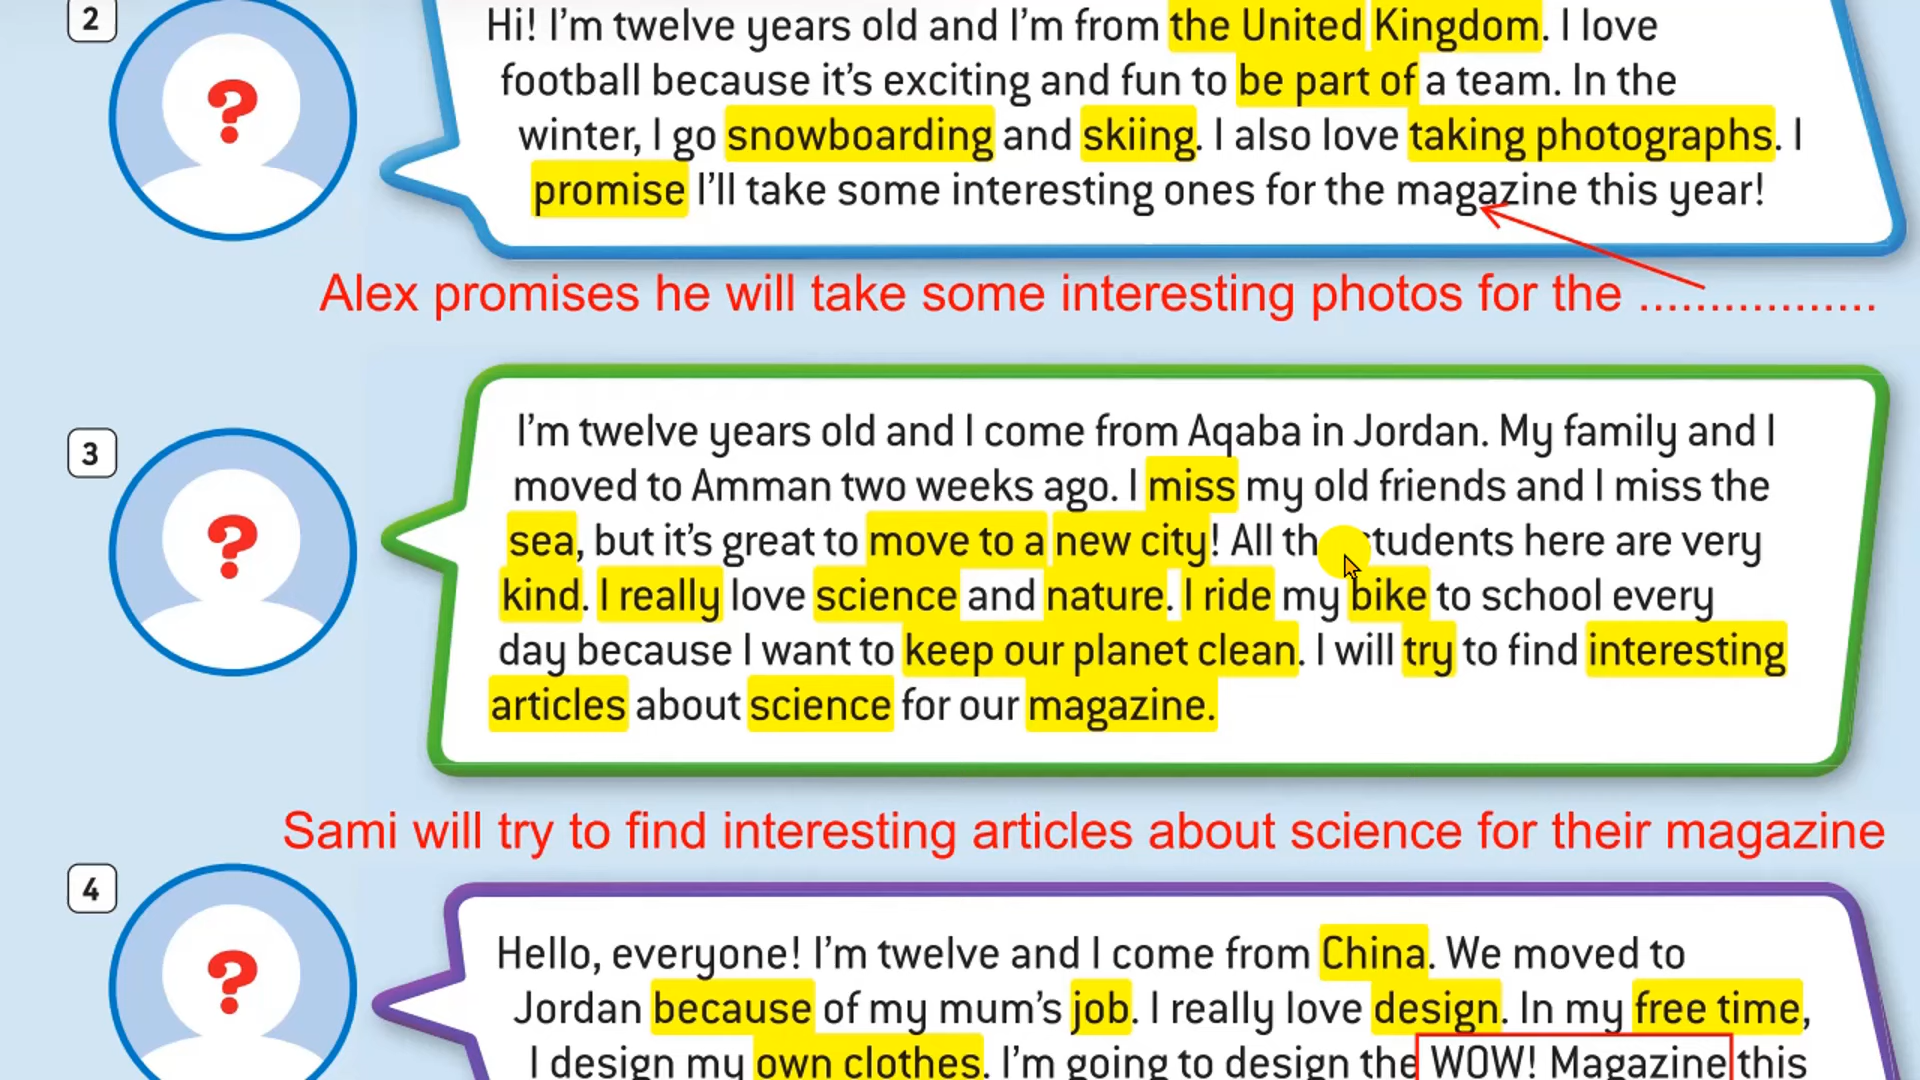 2
Hi! I'm twelve years old and I'm from the United Kingdom. I love
football because it's exciting and fun to be part of a team. In the
winter, I go snowboarding and skiing. I also love taking photographs. I
promise I'll take some interesting ones for the magazine this year!
?
Alex promises he will take some interesting photos for the .................
3
I'm twelve years old and I come from Aqaba in Jordan. My family and I
moved to Amman two weeks ago. I miss my old friends and I miss the
sea, but it's great to move to a new city! All the students here are very
kind. I really love science and nature. I ride my bike to school every
day because I want to keep our planet clean. I will try to find interesting
articles about science for our magazine.
?
Sami will try to find interesting articles about science for their magazine
4
Hello, everyone! I'm twelve and I come from China. We moved to
Jordan because of my mum's job. I really love design. In my free time,
I design my own clothes. I'm going to design the WOW! Magazine this
?